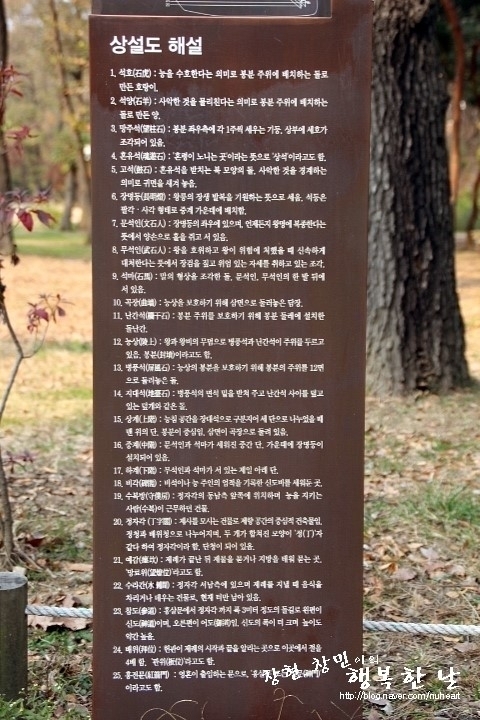 상설도 해설
1. 석호(石虎) : 능을 수호한다는 의미로 봉분 주위에 배치하는 돌로
만든 호랑이.
2. 석양(石羊) : 사악한 것을 물리친다는 의미로 봉분 주위에 배치하는
돌로 만든 양.
3. 망주석(望柱石) : 봉분 좌우측에 각 1주씩 세우는 기둥, 상부에 세호가
조각되어 있음.
4. 혼유석(魂遊石) : '혼령이 노니는 곳'이라는 뜻으로 '상석'이라고도 함.
5. 고석(鼓石) : 혼유석을 받치는 북 모양의 돌. 사악한 것을 경계하는
의미로 귀면을 새겨 놓음.
6. 장명등(長明燈) : 왕릉의 장생 발복을 기원하는 뜻으로 세움. 석등은
팔각 · 사각 형태로 중계 가운데에 배치함.
7. 문석인(文石人) : 장명등의 좌우에 있으며, 언제든지 왕명에 복종한다는
뜻에서 양손으로 홀을 쥐고 서 있음.
8. 무석인(武石人) : 왕을 호위하고 왕이 위험에 처했을 때 신속하게
대처한다는 뜻에서 장검을 짚고 위엄 있는 자세를 취하고 있는 조각.
9. 석마(石馬) : 말의 형상을 조각한 돌, 문석인, 무석인의 한 발 뒤에
서 있음.
10. 곡장(曲墻) : 능상을 보호하기 위해 삼면으로 둘러놓은 담장.
11. 난간석(欄干石) : 봉분 주위를 보호하기 위해 봉분 둘레에 설치한
돌난간.
12. 능상(陵上) : 왕과 왕비의 무덤으로 병풍석과 난간석이 주위를 두르고
있음, 봉분(封墳)이라고도 함.
13. 병풍석(屛風石) : 능상의 봉분을 보호하기 위해 봉분의 주위를 12면
으로 둘러놓은 돌.
14. 지대석(地臺石) : 병풍석의 면석 밑을 받쳐 주고 난간석 사이를 덮고
있는 덮개와 같은 돌.
15. 상계(上階) : 능침 공간을 장대석으로 구분지어 세 단으로 나누었을 때
맨 위의 단. 봉분이 중심임, 삼면이 곡장으로 둘려 있음.
16. 중계(中階) : 문석인과 석마가 세워진 중간 단. 가운데에 장명등이
설치되어 있음.
17. 하계(下階) : 무석인과 석마가 서 있는 제일 아래 단.
18. 비각(碑閣) : 비석이나 능 주인의 업적을 기록한 신도비를 세워둔 곳.
19. 수복방(守僕房) : 정자각의 동남측 앞쪽에 위치하며 능을 지키는
사람(수복)이 근무하던 건물.
20. 정자각(丁字閣) : 제사를 모시는 건물로 제향 공간의 중심적 건축물임.
정청과 배위청으로 나누어지며, 두 개가 합쳐진 모양이 '정(丁)'자
같다 하여 정자각이라 함. 단청이 되어 있음.
21. 예감(瘞坎) : 제례가 끝난 뒤 제물을 묻거나 지방을 태워 묻는 곳.
'망료위(望燎位)'라고도 함.
22. 수라간(水刺間) : 정자각 서남측에 있으며 제례를 지낼 때 음식을
차리거나 데우는 건물로, 현재 터만 남아 있음.
23. 참도(參道) : 홍살문에서 정자각 까지 폭 3미터 정도의 돌길로 왼편이
신도(神道)이며, 오른편이 어도(御道)임, 신도의 폭이 더 크며 높이도
약간 높음.
24. 배위(拜位) : 헌관이 제례의 시작과 끝을 알리는 곳으로 이곳에서 절을
4배 함. '판위(板位)'라고도 함.
25. 홍전문(紅箭門) : 영혼이 출입하는 문으로, '홍살문'
이라고도 함.
장현 창민이의 행복한 날
http://blog.naver.com/nuheart